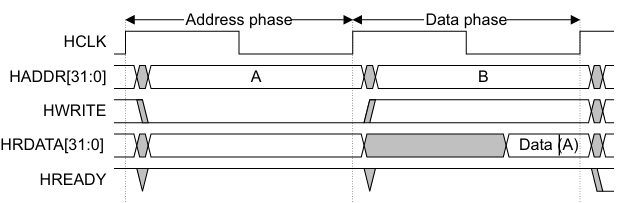 Address phase Data phase
HCLK
HADDR[31:0] A B
HWRITE
HRDATA[31:0] Data (A)
HREADY